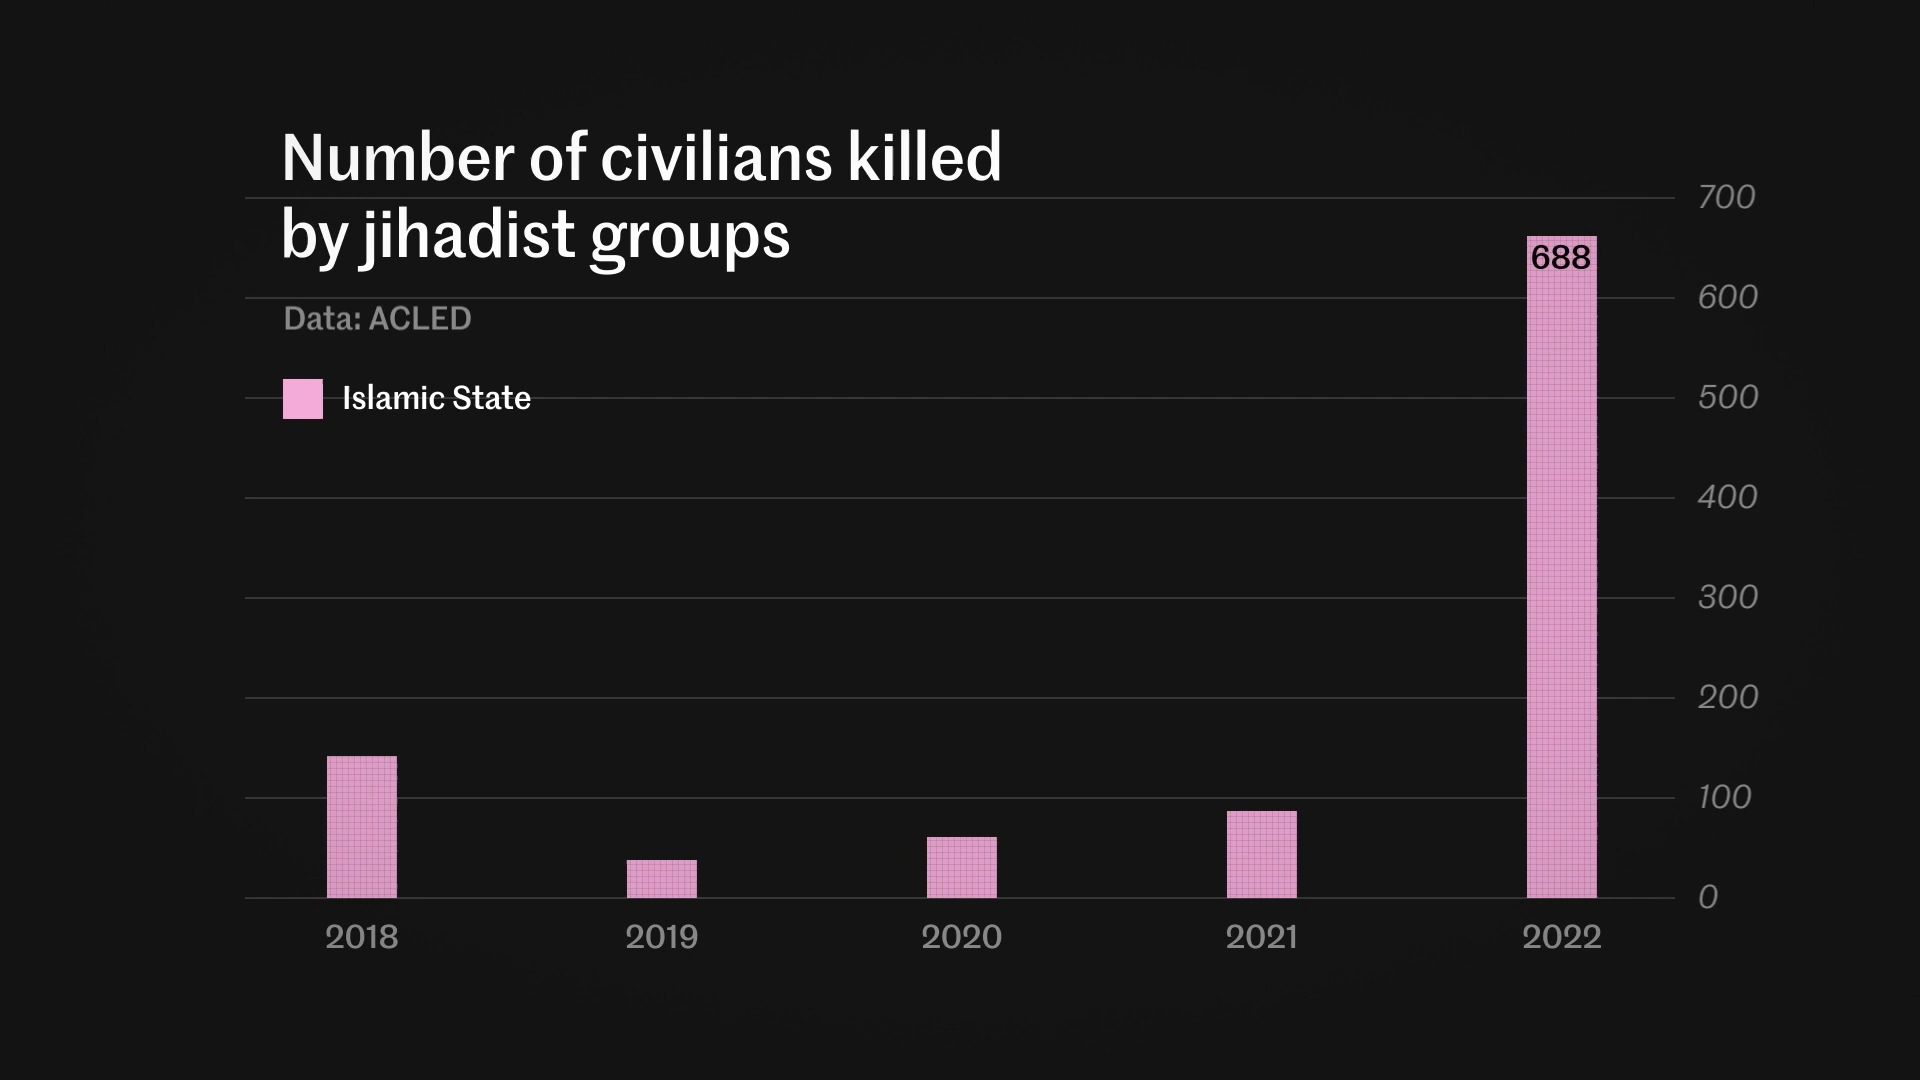 Number of civilians killed
by jihadist groups
Data: ACLED
Islamic State
700
688
600
500
400
300
200
100
0
2018 2019 2020 2021 2022